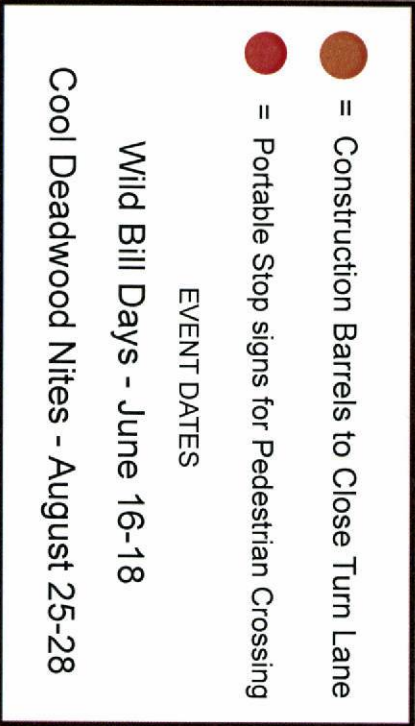 = Construction Barrels to Close Turn Lane
= Portable Stop signs for Pedestrian Crossing
EVENT DATES
Wild Bill Days - June 16-18
Cool Deadwood Nites - August 25-28